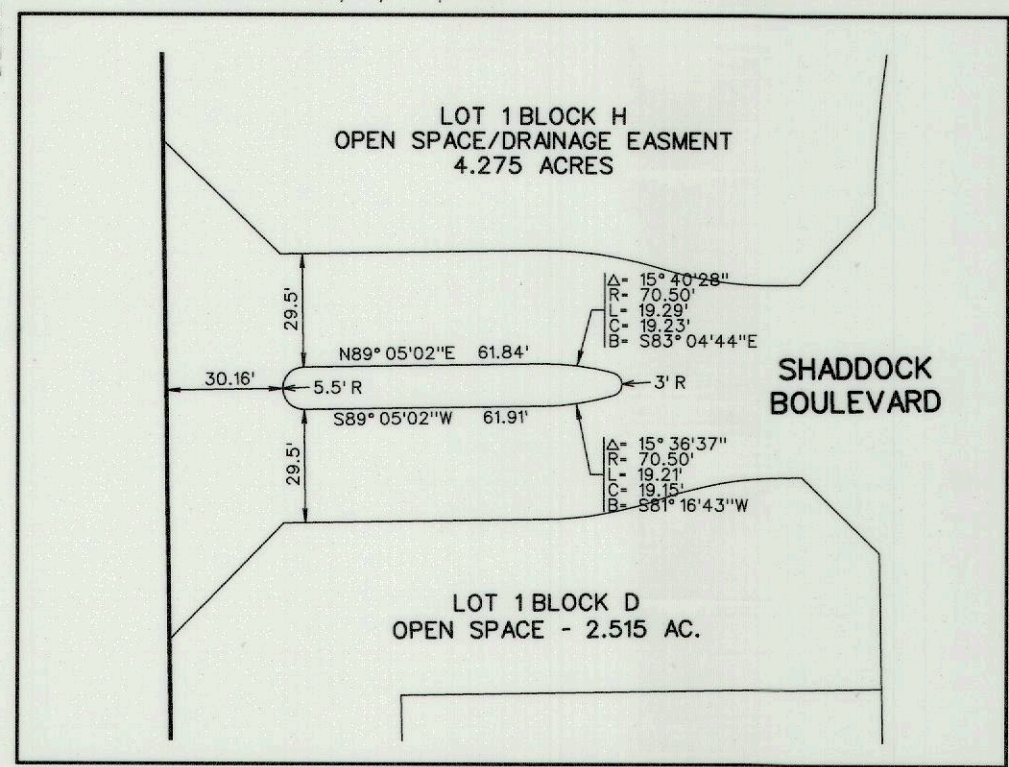 LOT 1 BLOCK H
OPEN SPACE/DRAINAGE EASMENT
4.275 ACRES
29.5'
Δ= 15° 40'28"
R= 70.50'
L= 19.29'
C= 19.23'
B= S83° 04'44"E
N89° 05'02"E 61.84'
30.16'
5.5' R
3' R
SHADDOCK
BOULEVARD
S89° 05'02"W 61.91'
29.5'
Δ= 15° 36'37"
R= 70.50'
L= 19.21'
C= 19.15'
B= S81° 16'43"W
LOT 1 BLOCK D
OPEN SPACE - 2.515 AC.